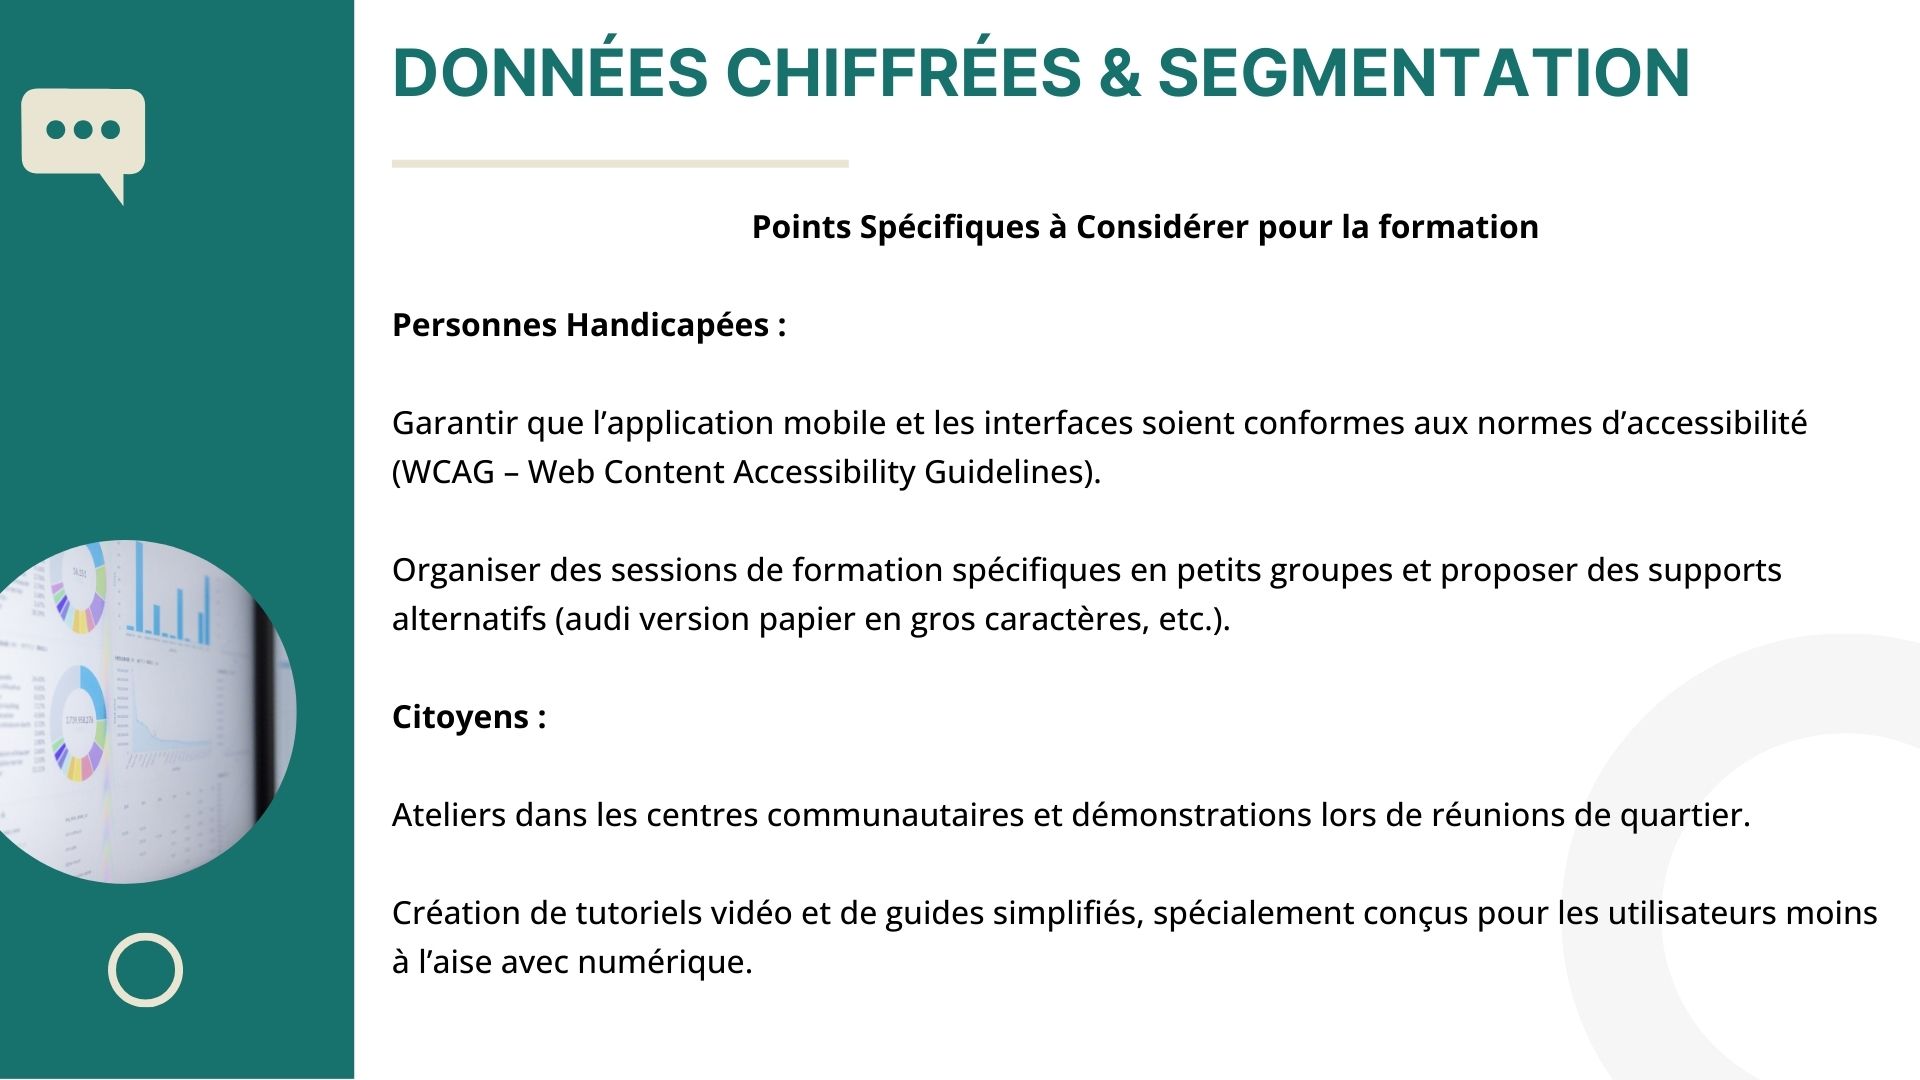 DONNÉES CHIFFRÉES & SEGMENTATION
Points Spécifiques à Considérer pour la formation
Personnes Handicapées :
Garantir que l’application mobile et les interfaces soient conformes aux normes d’accessibilité
(WCAG – Web Content Accessibility Guidelines).
Organiser des sessions de formation spécifiques en petits groupes et proposer des supports
alternatifs (audi version papier en gros caractères, etc.).
Citoyens :
Ateliers dans les centres communautaires et démonstrations lors de réunions de quartier.
Création de tutoriels vidéo et de guides simplifiés, spécialement conçus pour les utilisateurs moins
à l’aise avec numérique.